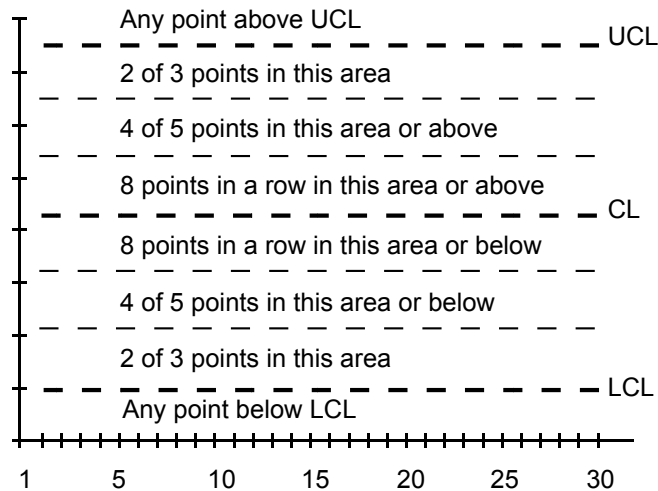 Any point above UCL
UCL
2 of 3 points in this area
4 of 5 points in this area or above
8 points in a row in this area or above
CL
8 points in a row in this area or below
4 of 5 points in this area or below
2 of 3 points in this area
LCL
Any point below LCL
1 5 10 15 20 25 30